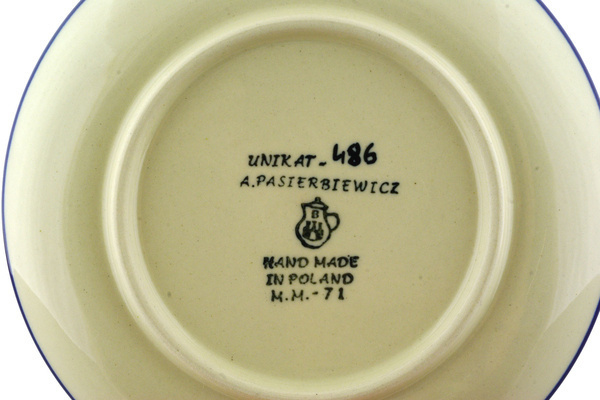 UNIKAT-486
A.PASIERBIEWICZ
B
HAND MADE
IN POLAND
M.M.-71